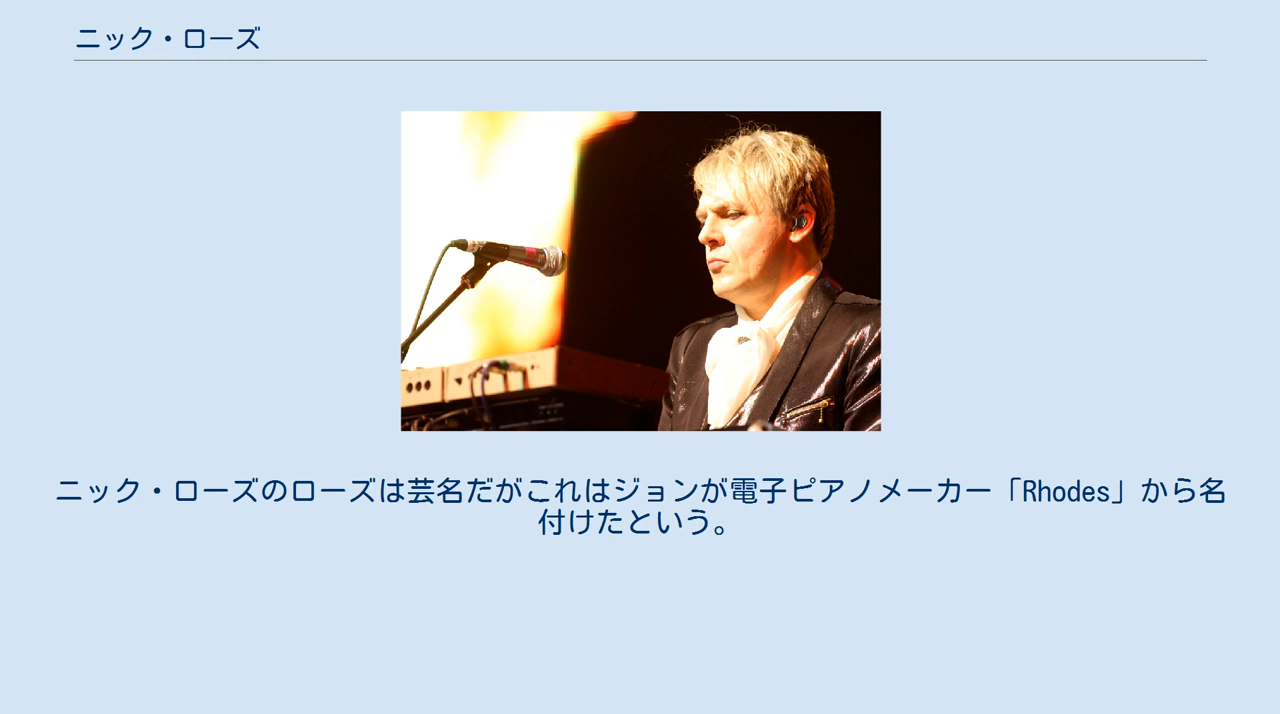 ニック・ローズ
ニック・ローズのローズは芸名だがこれはジョンが電子ピアノメーカー「Rhodes」から名
付けたという。